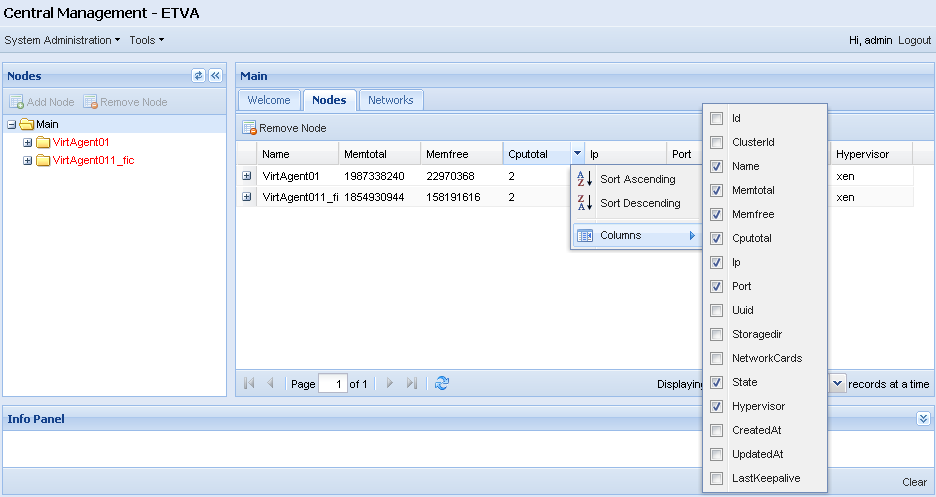 Central Management - ETVA
System Administration Tools
Hi, admin Logout
Nodes
Add Node Remove Node
Main
VirtAgent01
VirtAgent011_fic
Main
Welcome Nodes Networks
Remove Node
Name Memtotal Memfree Cputotal Ip Port Hypervisor
VirtAgent01 1987338240 22970368 2 xen
VirtAgent011_fi 1854930944 158191616 2 xen
Sort Ascending
Sort Descending
Columns
Id
ClusterId
Name
Memtotal
Memfree
Cputotal
Ip
Port
Uuid
Storagedir
NetworkCards
State
Hypervisor
CreatedAt
UpdatedAt
LastKeepalive
Page 1 of 1
Displaying records at a time
Info Panel
Clear